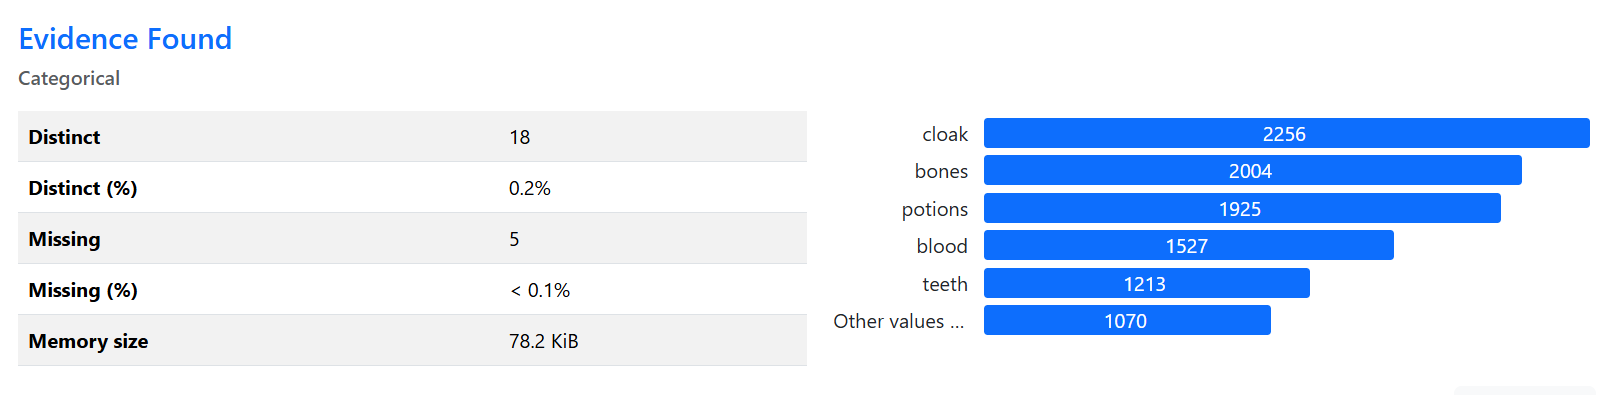 Evidence Found
Categorical
Distinct 18
Distinct (%) 0.2%
Missing 5
Missing (%) < 0.1%
Memory size 78.2 KiB
cloak 2256
bones 2004
potions 1925
blood 1527
teeth 1213
Other values ... 1070